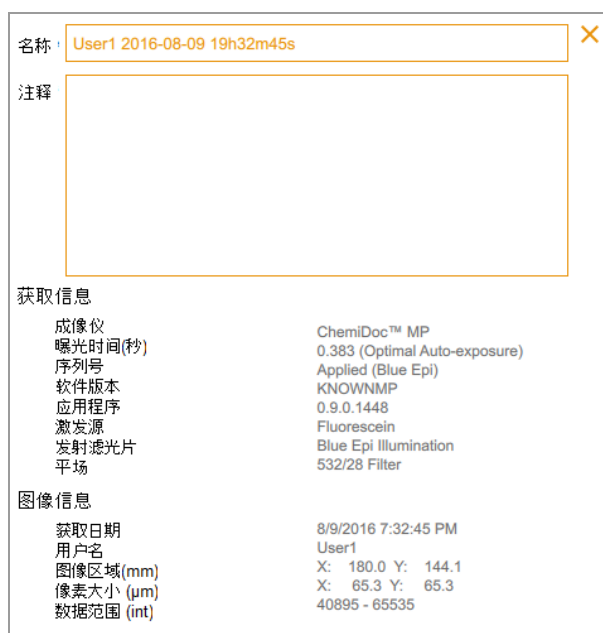 名称 User1 2016-08-09 19h32m45s
注释
获取信息
成像仪 ChemiDoc™ MP
曝光时间(秒) 0.383 (Optimal Auto-exposure)
序列号 Applied (Blue Epi)
软件版本 KNOWNMP
应用程序 0.9.0.1448
激发源 Fluorescein
发射滤光片 Blue Epi Illumination
平场 532/28 Filter
图像信息
获取日期 8/9/2016 7:32:45 PM
用户名 User1
图像区域(mm) X: 180.0 Y: 144.1
像素大小 (µm) X: 65.3 Y: 65.3
数据范围 (int) 40895 - 65535